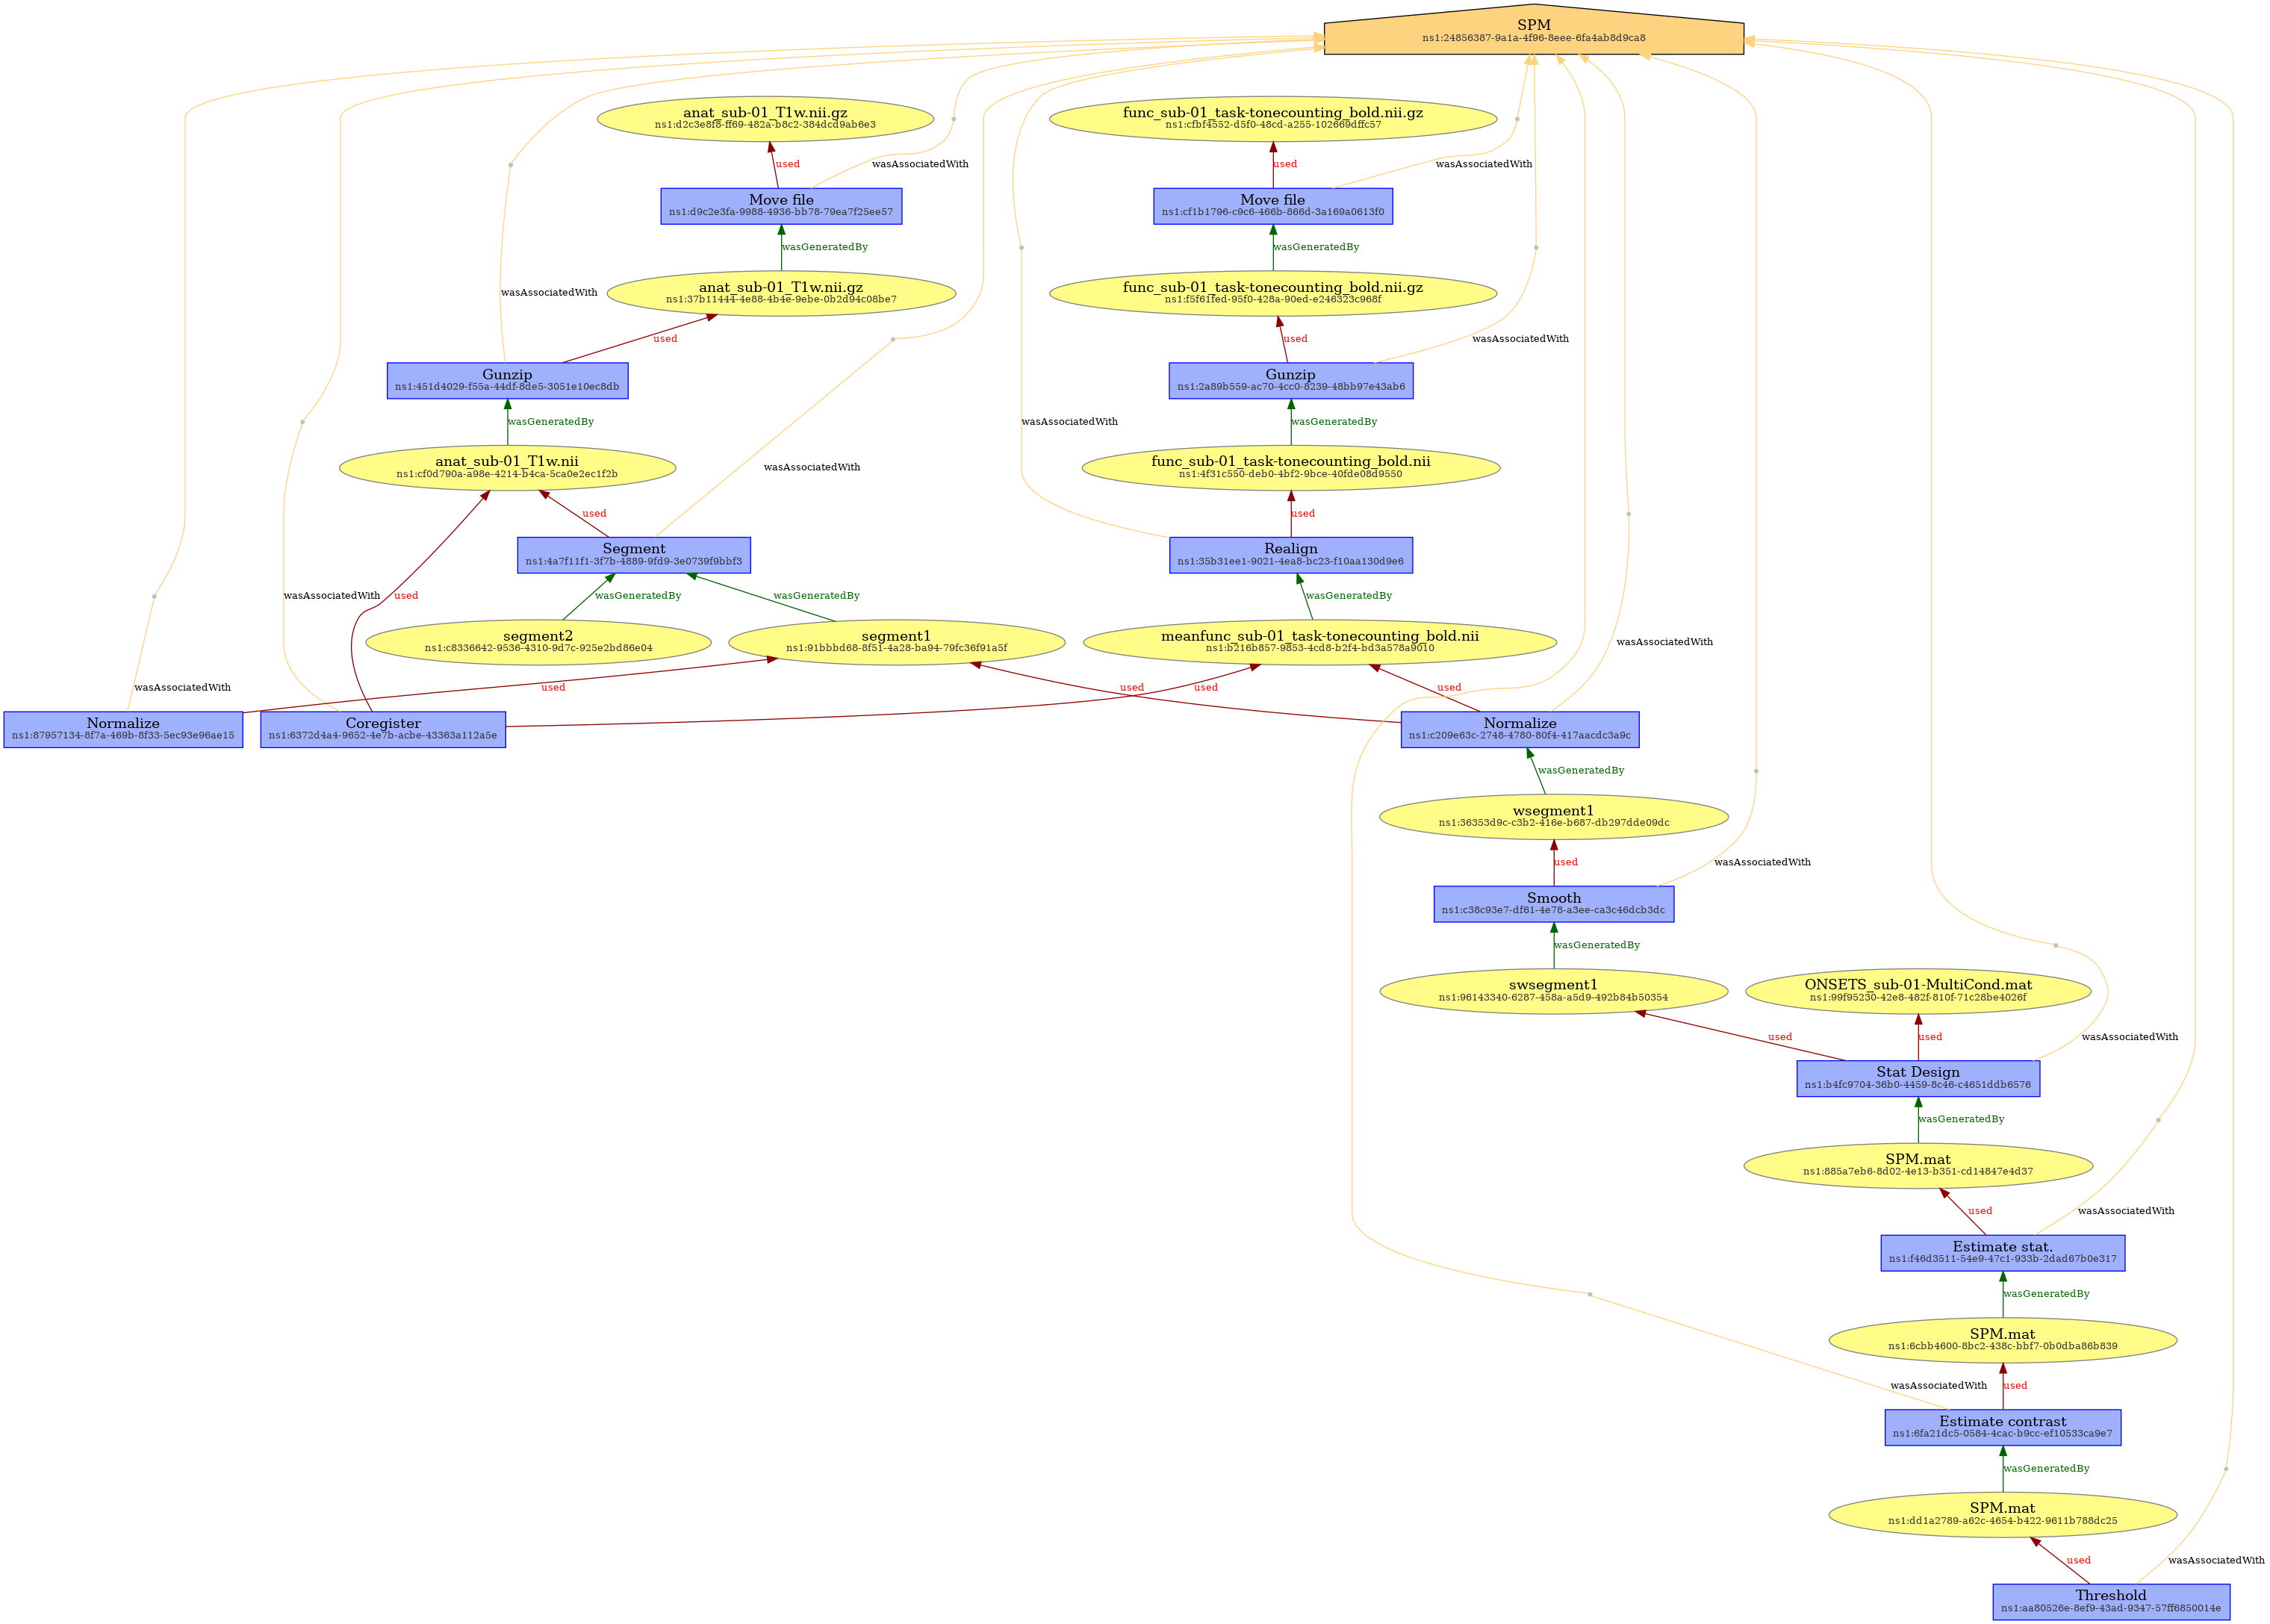 SPM
ns1:24856387-9a1a-4f96-8eee-6fa4ab8d9ca8
anat_sub-01_T1w.nii.gz
ns1:d2c3e8f8-ff69-482a-b8c2-384dcd9ab6e3
func_sub-01_task-tonecounting_bold.nii.gz
ns1:cfbf4552-d5f0-48cd-a255-102669dffc57
used
wasAssociatedWith
used
wasAssociatedWith
Move file
ns1:d9c2e3fa-9988-4936-bb78-79ea7f25ee57
Move file
ns1:cf1b1796-c9c6-466b-866d-3a169a0613f0
wasGeneratedBy
wasGeneratedBy
wasAssociatedWith
anat_sub-01_T1w.nii.gz
ns1:37b11444-4e88-4b4e-9ebe-0b2d94c08be7
func_sub-01_task-tonecounting_bold.nii.gz
ns1:f5f61fed-95f0-428a-90ed-e246323c968f
used
used
wasAssociatedWith
Gunzip
ns1:451d4029-f55a-44df-8de5-3051e10ec8db
Gunzip
ns1:2a89b559-ac70-4cc0-8239-48bb97e43ab6
wasGeneratedBy
wasAssociatedWith
wasGeneratedBy
anat_sub-01_T1w.nii
ns1:cf0d790a-a98e-4214-b4ca-5ca0e2ec1f2b
wasAssociatedWith
func_sub-01_task-tonecounting_bold.nii
ns1:4f31c550-deb0-4bf2-9bce-40fde08d9550
used
used
Segment
ns1:4a7f11f1-3f7b-4889-9fd9-3e0739f9bbf3
Realign
ns1:35b31ee1-9021-4ea8-bc23-f10aa130d9e6
wasAssociatedWith
used
wasGeneratedBy
wasGeneratedBy
wasGeneratedBy
segment2
ns1:c8336642-9536-4310-9d7c-925e2bd86e04
segment1
ns1:91bbbd68-8f51-4a28-ba94-79fc36f91a5f
meanfunc_sub-01_task-tonecounting_bold.nii
ns1:b216b857-9853-4cd8-b2f4-bd3a578a9010
wasAssociatedWith
wasAssociatedWith
used
used
used
used
Normalize
ns1:87957134-8f7a-469b-8f33-5ec93e96ae15
Coregister
ns1:6372d4a4-9652-4e7b-acbe-43363a112a5e
Normalize
ns1:c209e63c-2748-4780-80f4-417aacdc3a9c
wasGeneratedBy
wsegment1
ns1:36353d9c-c3b2-416e-b687-db297dde09dc
used
wasAssociatedWith
Smooth
ns1:c38c93e7-df61-4e78-a3ee-ca3c46dcb3dc
wasGeneratedBy
swsegment1
ns1:96143340-6287-458a-a5d9-492b84b50354
ONSETS_sub-01-MultiCond.mat
ns1:99f95230-42e8-482f-810f-71c28be4026f
used
used
wasAssociatedWith
Stat Design
ns1:b4fc9704-36b0-4459-8c46-c4651ddb6576
wasGeneratedBy
SPM.mat
ns1:885a7eb6-8d02-4e13-b351-cd14847e4d37
used
wasAssociatedWith
Estimate stat.
ns1:f46d3511-54e9-47c1-933b-2dad67b0e317
wasGeneratedBy
SPM.mat
ns1:6cbb4600-8bc2-438c-bbf7-0b0dba86b839
wasAssociatedWith
used
Estimate contrast
ns1:6fa21dc5-0584-4cac-b9cc-ef10533ca9e7
wasGeneratedBy
SPM.mat
ns1:dd1a2789-a62c-4654-b422-9611b788dc25
used
wasAssociatedWith
Threshold
ns1:aa80526e-8ef9-43ad-9347-57ff6850014e